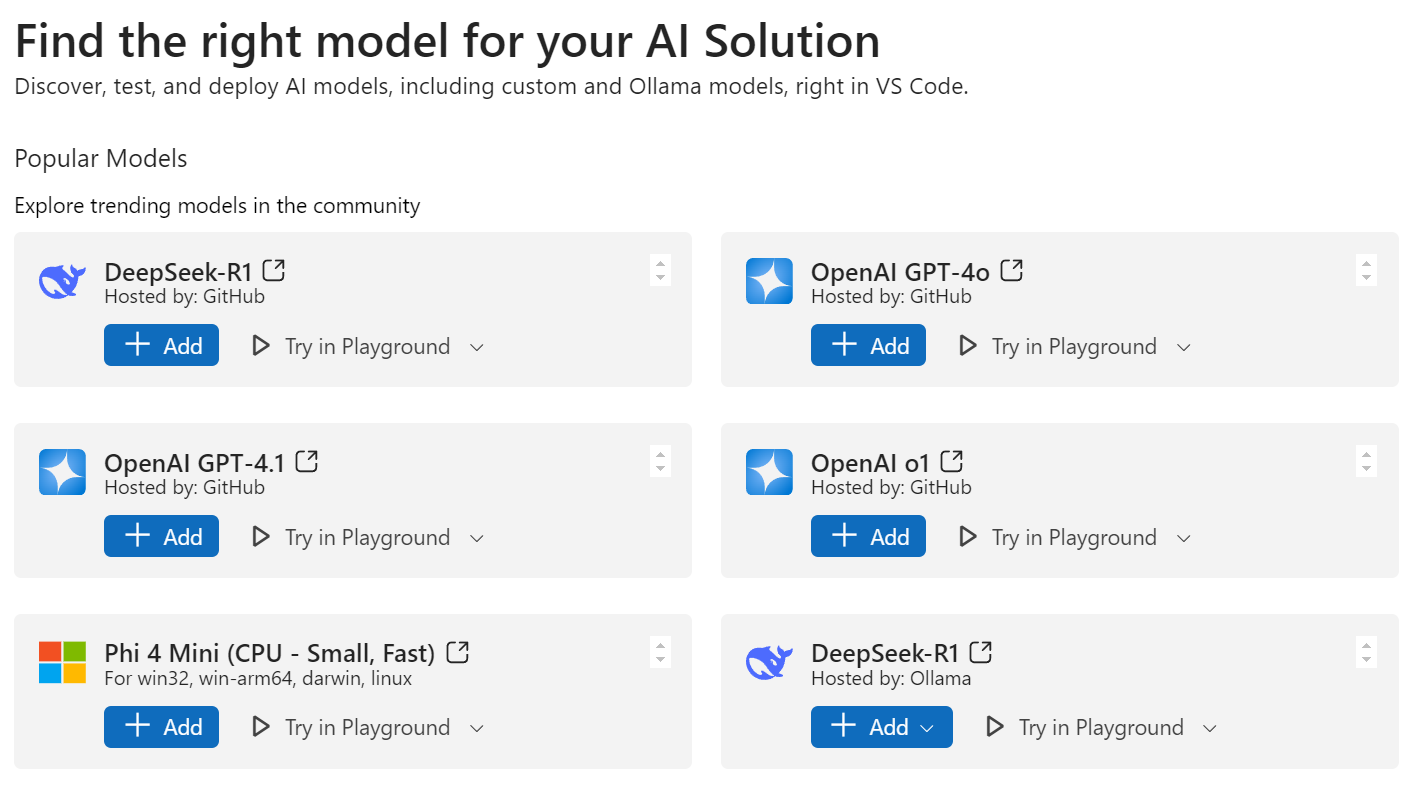 Find the right model for your AI Solution
Discover, test, and deploy AI models, including custom and Ollama models, right in VS Code.
Popular Models
Explore trending models in the community
DeepSeek-R1
Hosted by: GitHub
Add
Try in Playground
OpenAI GPT-4o
Hosted by: GitHub
Add
Try in Playground
OpenAI GPT-4.1
Hosted by: GitHub
Add
Try in Playground
OpenAI o1
Hosted by: GitHub
Add
Try in Playground
Phi 4 Mini (CPU - Small, Fast)
For win32, win-arm64, darwin, linux
Add
Try in Playground
DeepSeek-R1
Hosted by: Ollama
Add
Try in Playground